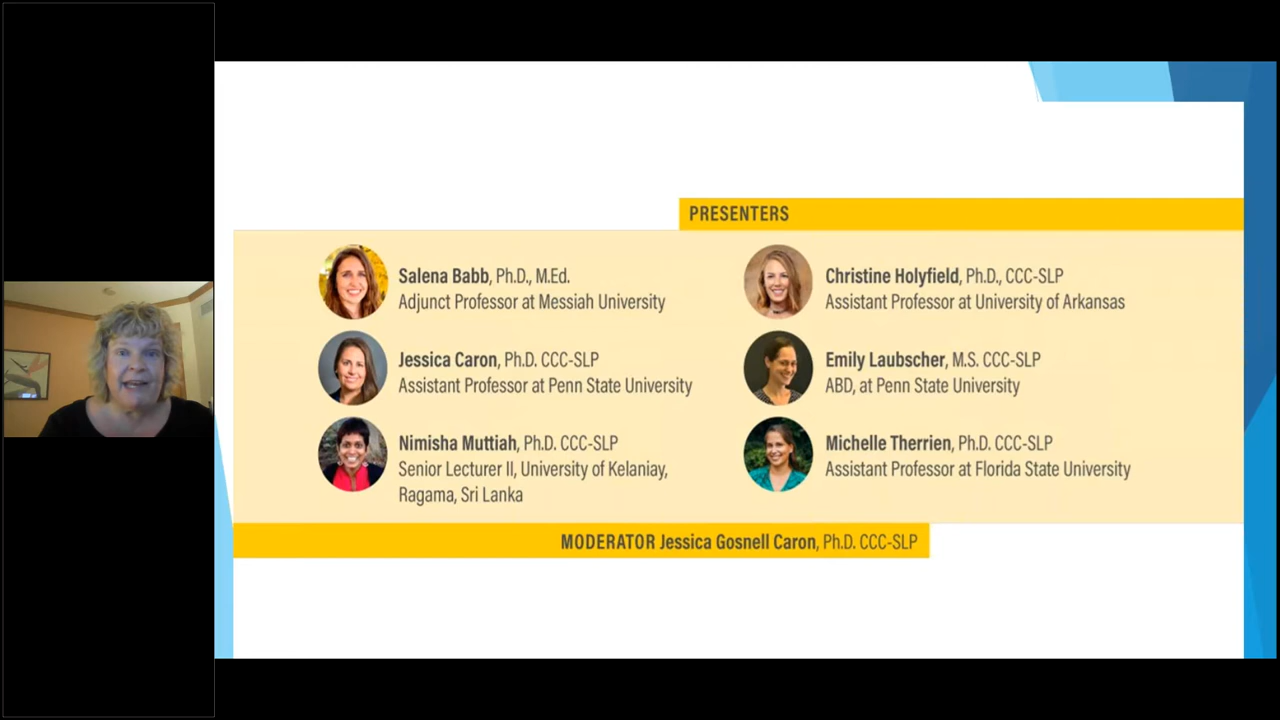 PRESENTERS
Salena Babb, Ph.D., M.Ed.
Adjunct Professor at Messiah University
Jessica Caron, Ph.D. CCC-SLP
Assistant Professor at Penn State University
Nimisha Muttiah, Ph.D. CCC-SLP
Senior Lecturer II, University of Kelaniay,
Ragama, Sri Lanka
Christine Holyfield, Ph.D., CCC-SLP
Assistant Professor at University of Arkansas
Emily Laubscher, M.S. CCC-SLP
ABD, at Penn State University
Michelle Therrien, Ph.D. CCC-SLP
Assistant Professor at Florida State University
MODERATOR Jessica Gosnell Caron, Ph.D. CCC-SLP